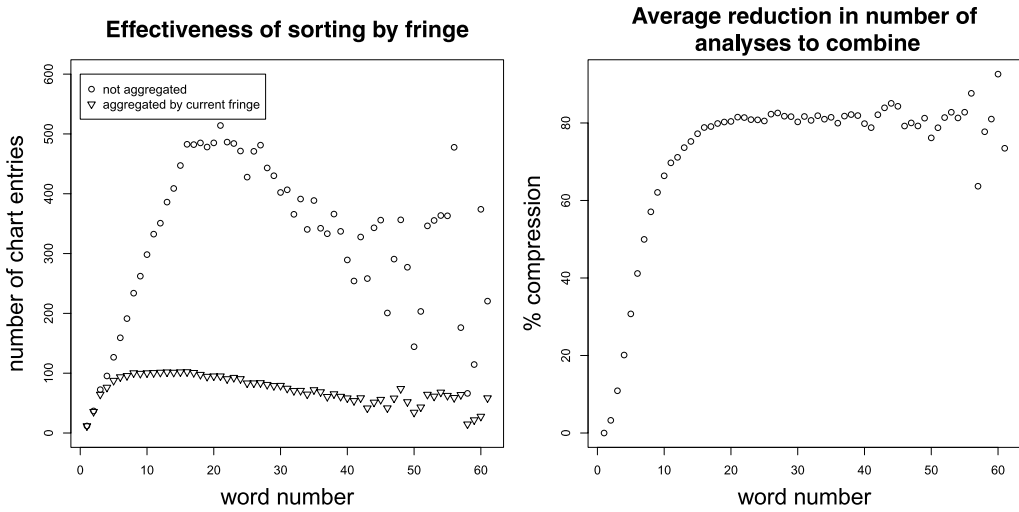 Effectiveness of sorting by fringe
not aggregated
aggregated by current fringe
number of chart entries
600
500
400
300
200
100
0
0 10 20 30 40 50 60
word number
Average reduction in number of
analyses to combine
% compression
80
60
40
20
0
0 10 20 30 40 50 60
word number